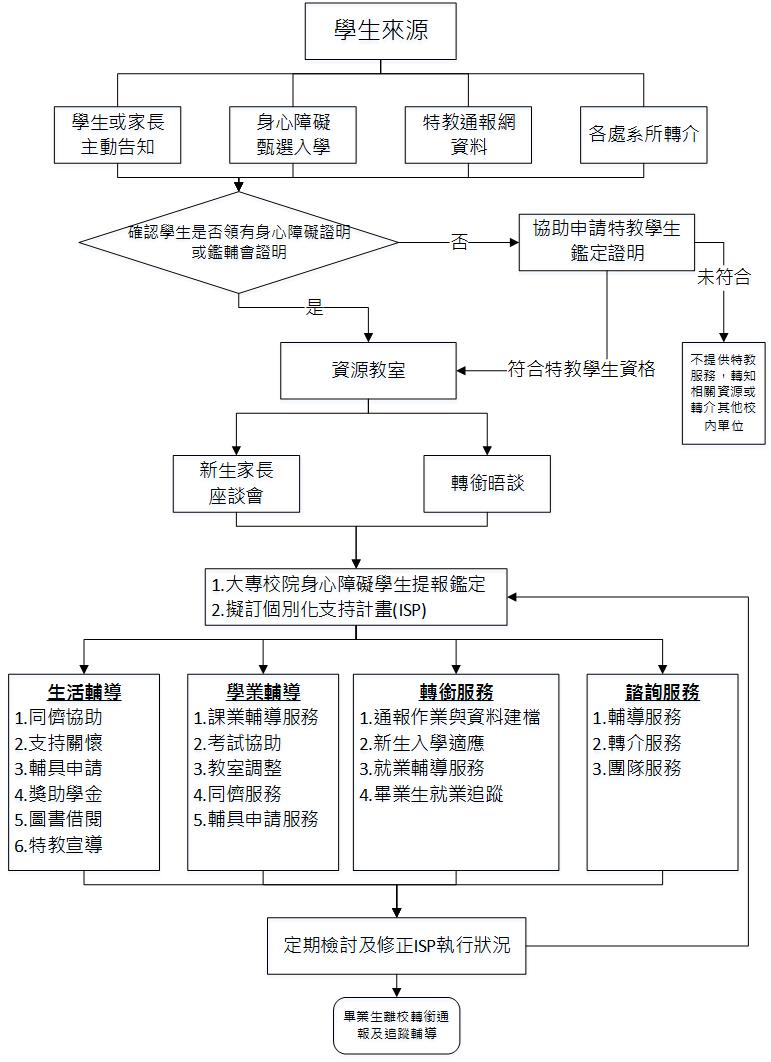 學生來源
學生或家長
主動告知
身心障礙
甄選入學
特教通報網
資料
各處系所轉介
確認學生是否領有身心障礙證明
或鑑輔會證明
否
協助申請特教學生
鑑定證明
未符合
是
資源教室
符合特教學生資格
不提供特教
服務，轉知
相關資源或
轉介其他校
內單位
新生家長
座談會
轉銜晤談
1.大專校院身心障礙學生提報鑑定
2.擬訂個別化支持計畫(ISP)
生活輔導
1.同儕協助
2.支持關懷
3.輔具申請
4.獎助學金
5.圖書借閱
6.特教宣導
學業輔導
1.課業輔導服務
2.考試協助
3.教室調整
4.同儕服務
5.輔具申請服務
轉銜服務
1.通報作業與資料建檔
2.新生入學適應
3.就業輔導服務
4.畢業生就業追蹤
諮詢服務
1.輔導服務
2.轉介服務
3.團隊服務
定期檢討及修正ISP執行狀況
畢業生離校轉銜通
報及追蹤輔導